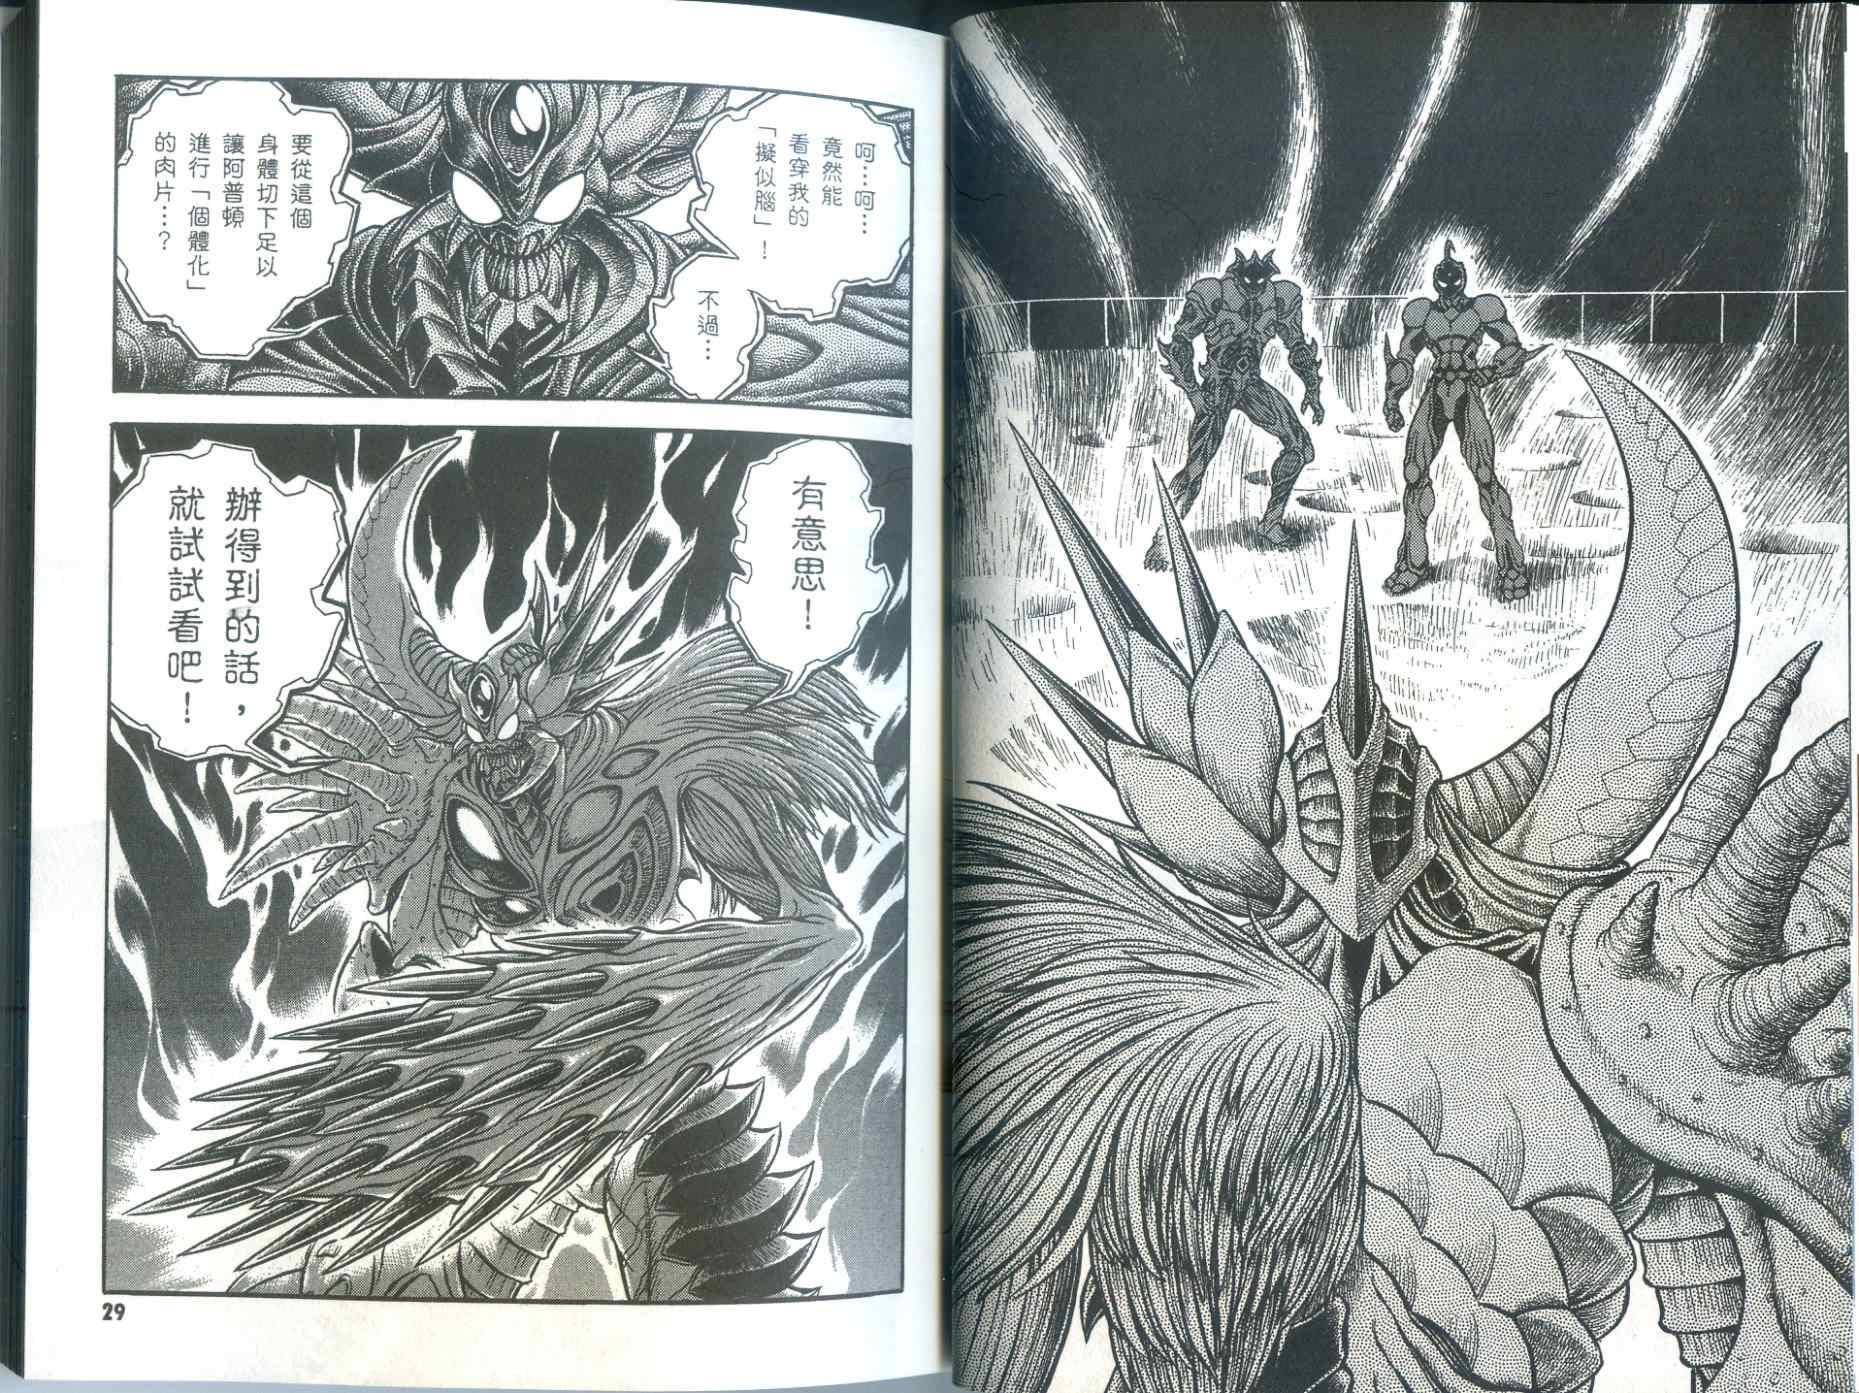 呵…呵…
竟然能
看穿我的
「擬似腦」！
不過…
要從這個
身體切下足以
讓阿普頓
進行「個體化」
的肉片…？
有意思！
辦得到的話，
就試試看吧！
29